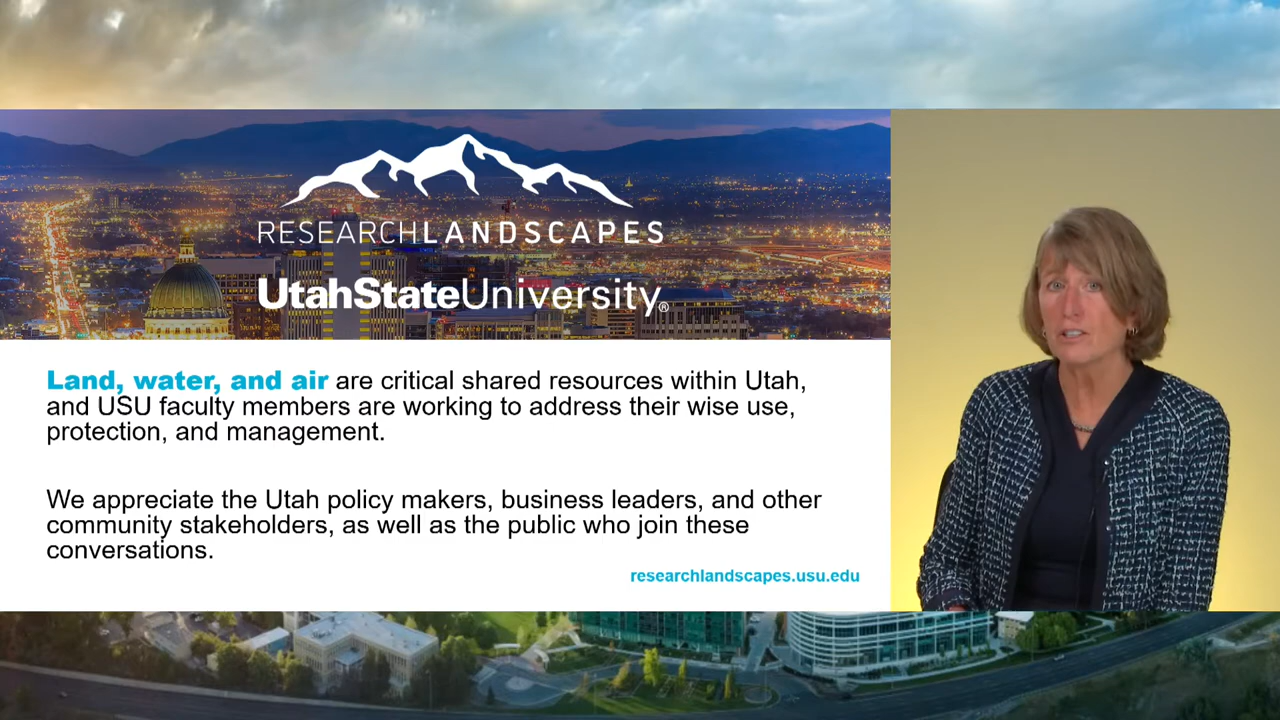 RESEARCHLANDSCAPES
UtahStateUniversity®
Land, water, and air are critical shared resources within Utah,
and USU faculty members are working to address their wise use,
protection, and management.
We appreciate the Utah policy makers, business leaders, and other
community stakeholders, as well as the public who join these
conversations.
researchlandscapes.usu.edu